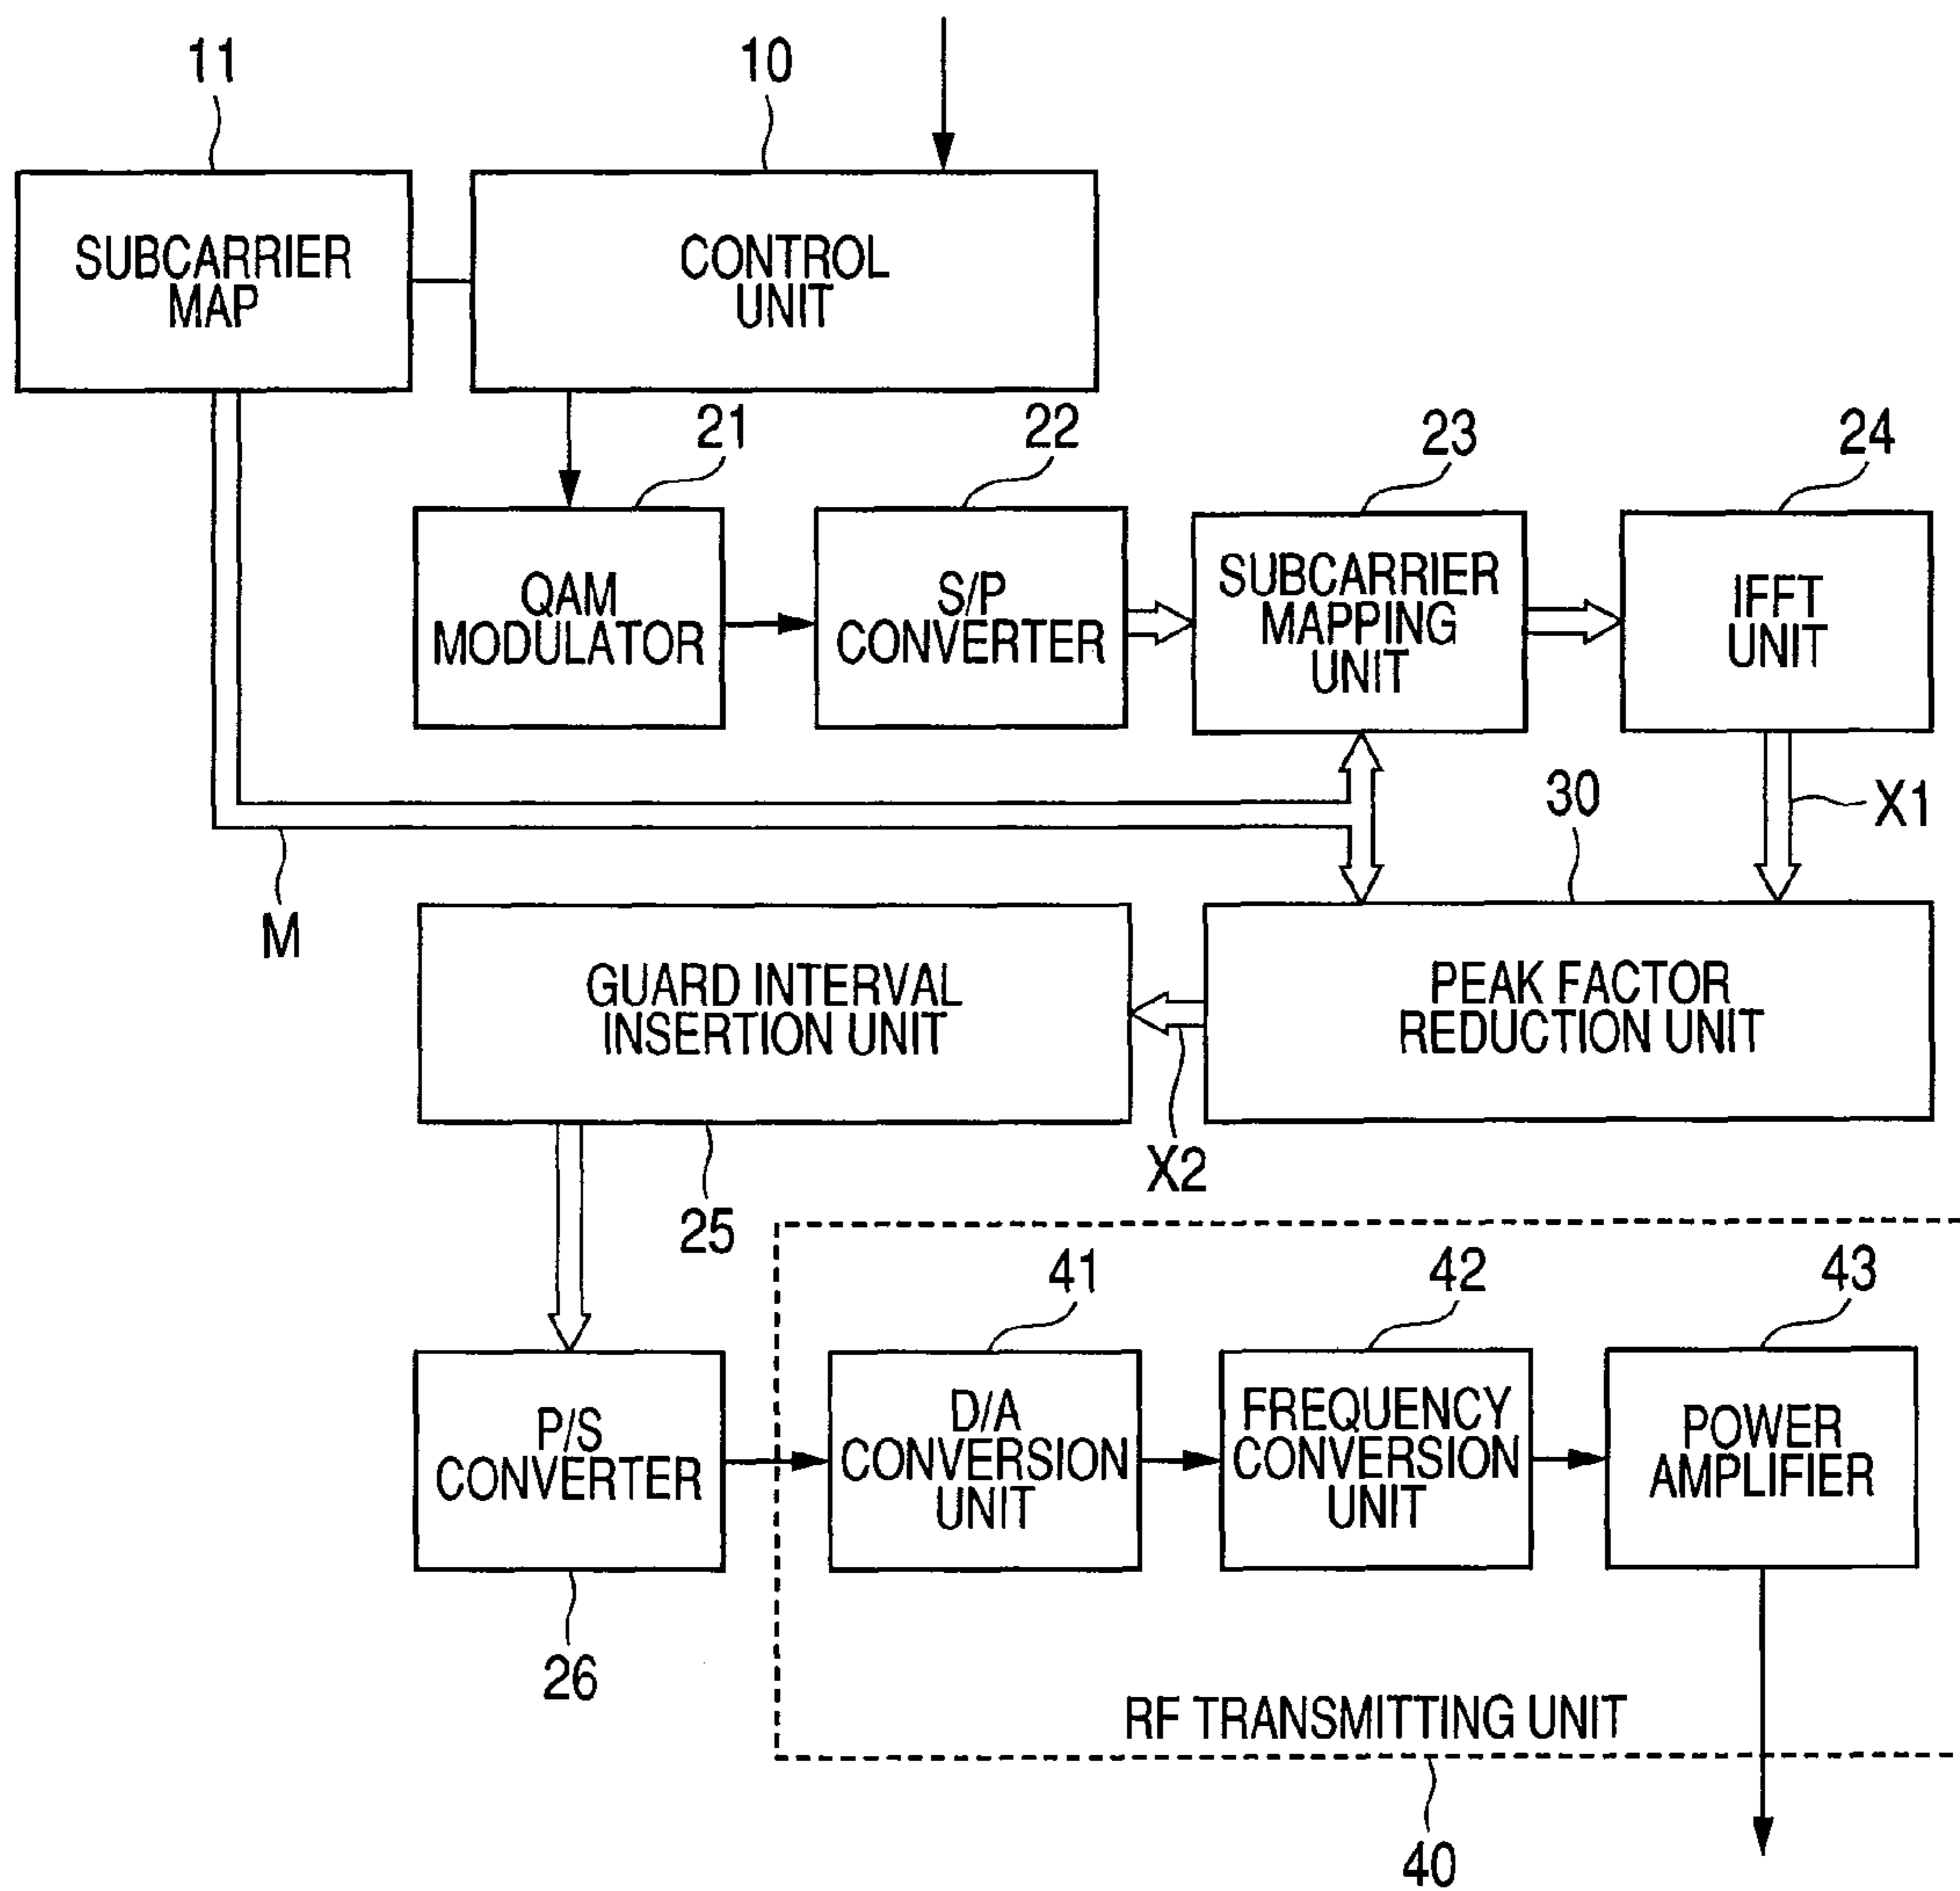 11
10
SUBCARRIER
MAP
CONTROL
UNIT
21
22
23
24
QAM
MODULATOR
S/P
CONVERTER
SUBCARRIER
MAPPING
UNIT
IFFT
UNIT
30
X1
M
GUARD INTERVAL
INSERTION UNIT
PEAK FACTOR
REDUCTION UNIT
X2
25
41
42
43
P/S
CONVERTER
D/A
CONVERSION
UNIT
FREQUENCY
CONVERSION
UNIT
POWER
AMPLIFIER
26
RF TRANSMITTING UNIT
40